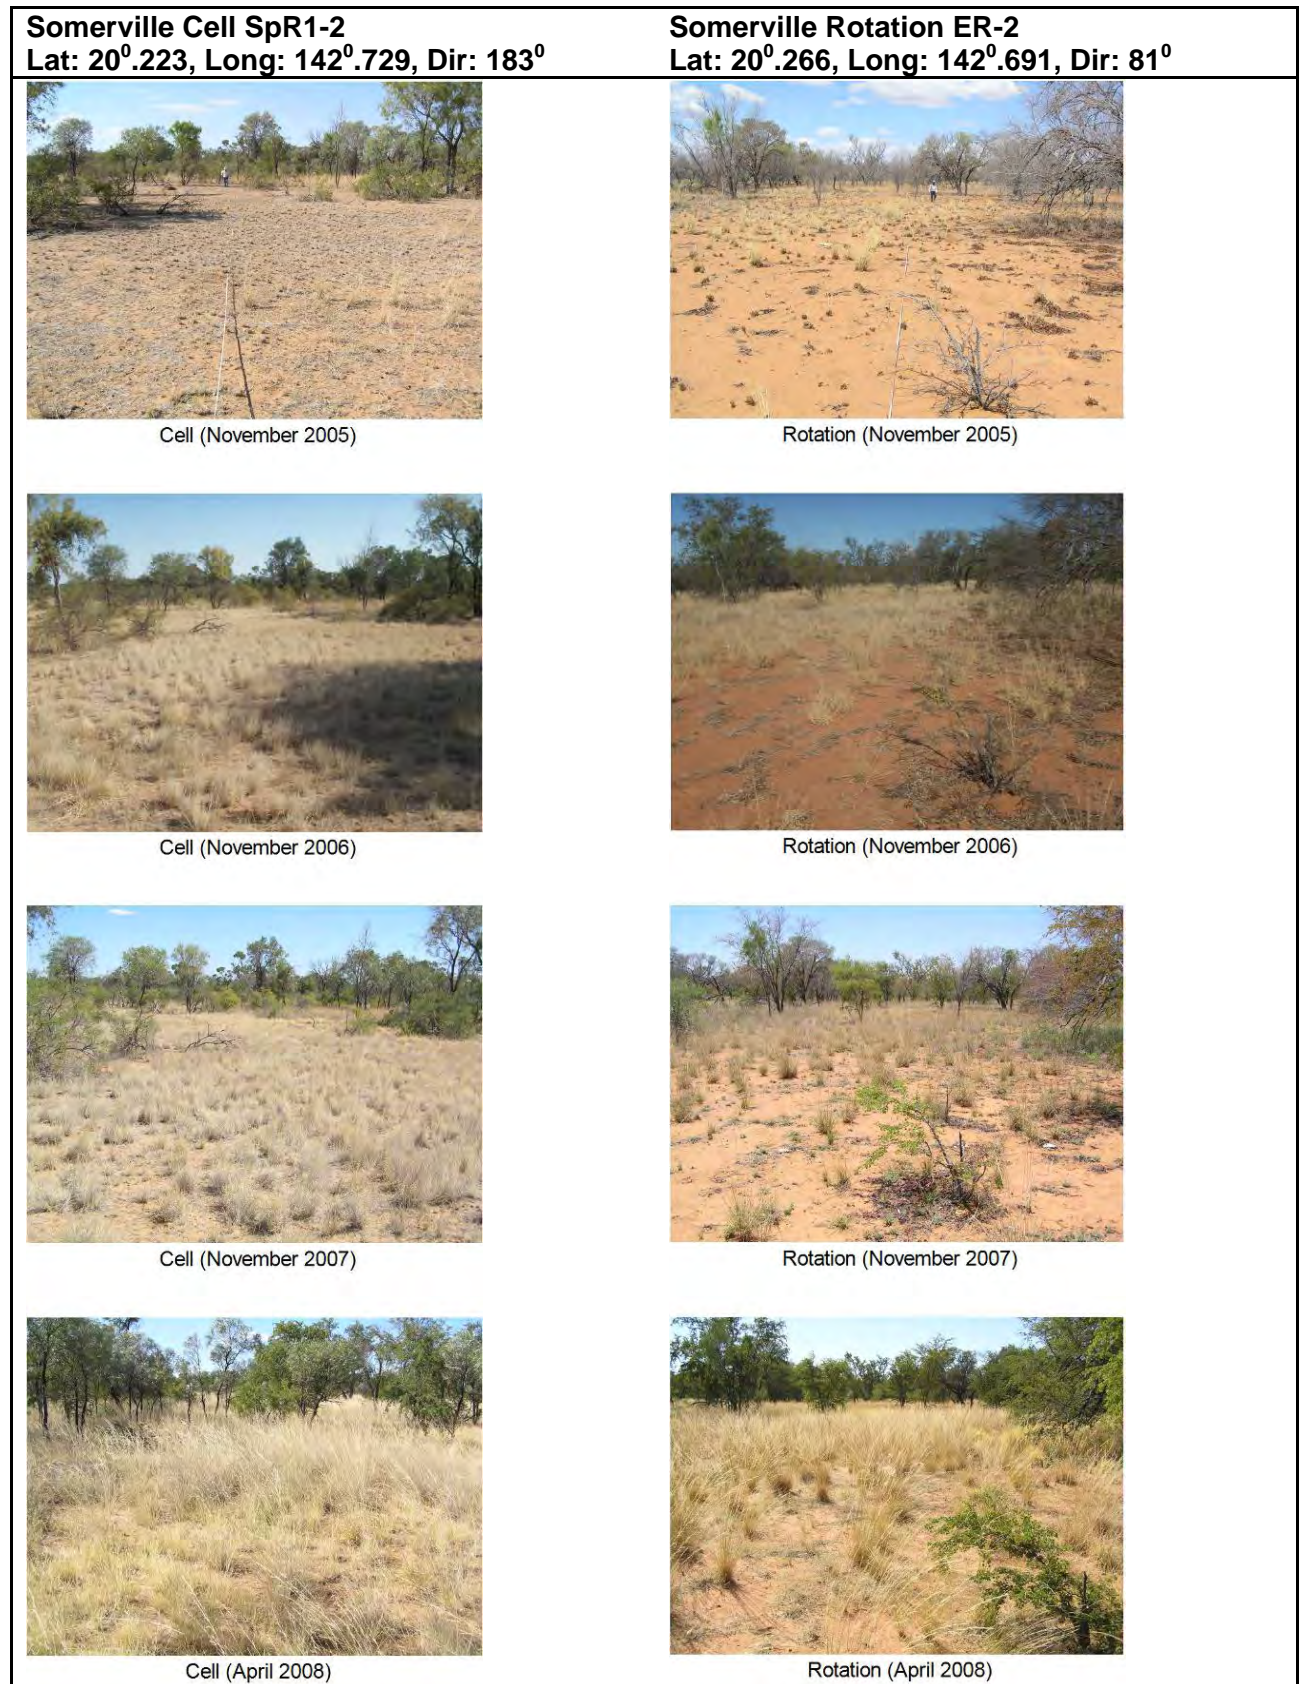 Somerville Cell SpR1-2
Lat: 20⁰.223, Long: 142⁰.729, Dir: 183⁰
Somerville Rotation ER-2
Lat: 20⁰.266, Long: 142⁰.691, Dir: 81⁰
Cell (November 2005)
Rotation (November 2005)
Cell (November 2006)
Rotation (November 2006)
Cell (November 2007)
Rotation (November 2007)
Cell (April 2008)
Rotation (April 2008)